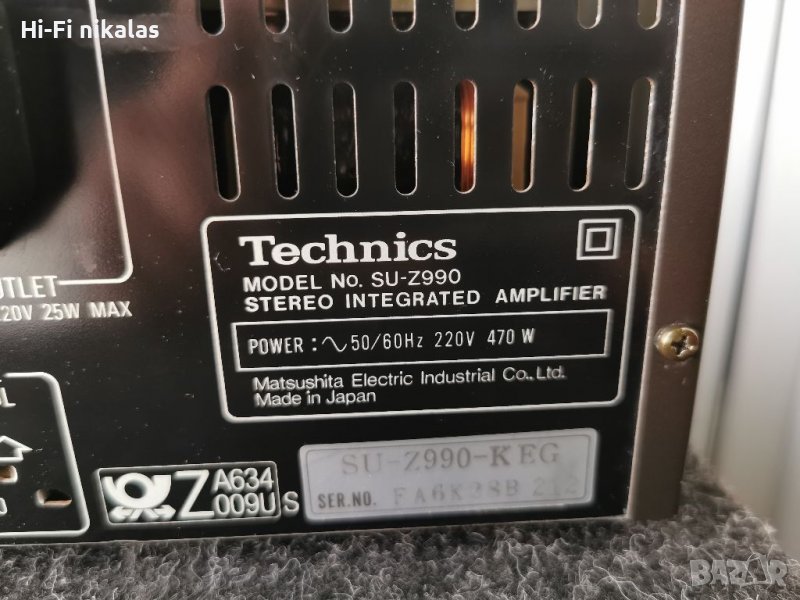 Hi-Fi nikalas
Technics
MODEL No. SU-Z990
STEREO INTEGRATED AMPLIFIER
POWER : ∿ 50/60Hz 220V 470 W
Matsushita Electric Industrial Co., Ltd.
Made in Japan
220V 25W MAX
SU-Z990-KEG
SER.NO.
Z A634
009U S
BAZAR